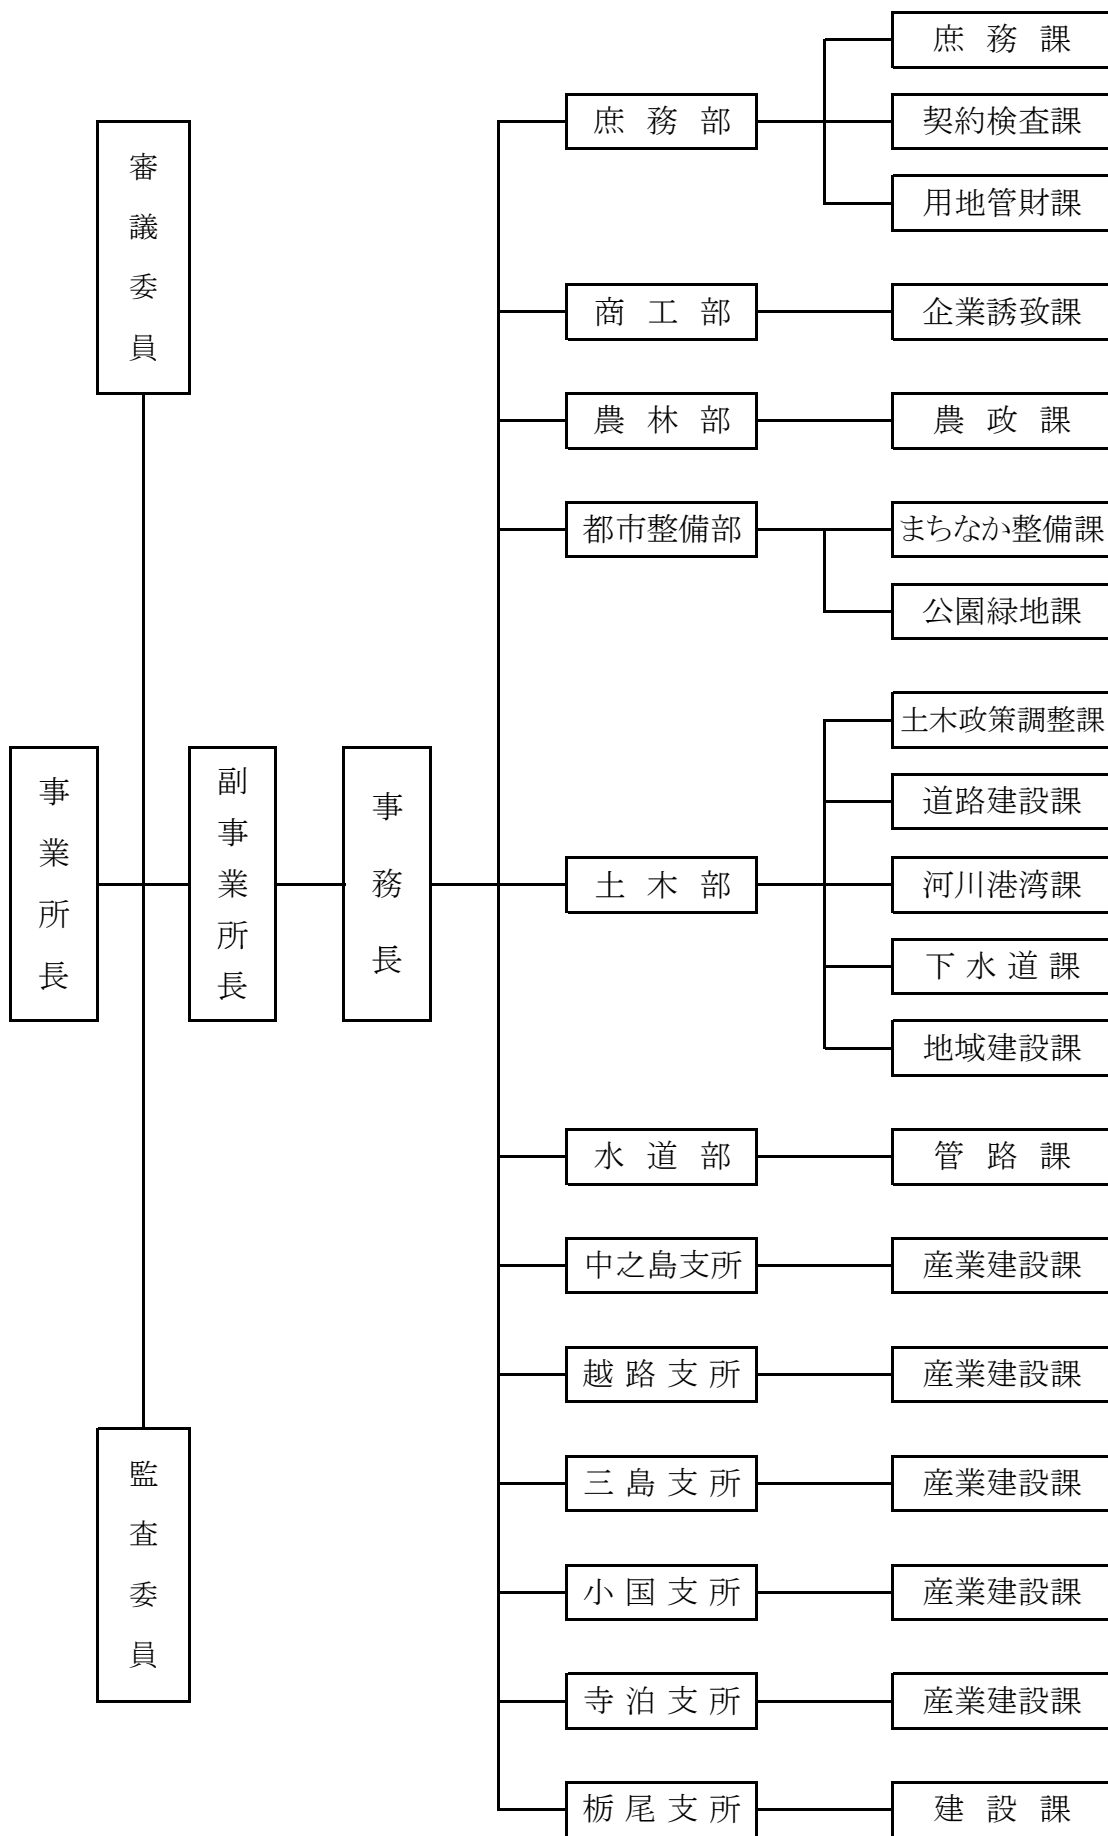 審議委員
監査委員
事業所長
副事業所長
事務長
庶務部
庶務課
契約検査課
用地管財課
商工部
企業誘致課
農林部
農政課
都市整備部
まちなか整備課
公園緑地課
土木部
土木政策調整課
道路建設課
河川港湾課
下水道課
地域建設課
水道部
管路課
中之島支所
産業建設課
越路支所
産業建設課
三島支所
産業建設課
小国支所
産業建設課
寺泊支所
産業建設課
栃尾支所
建設課